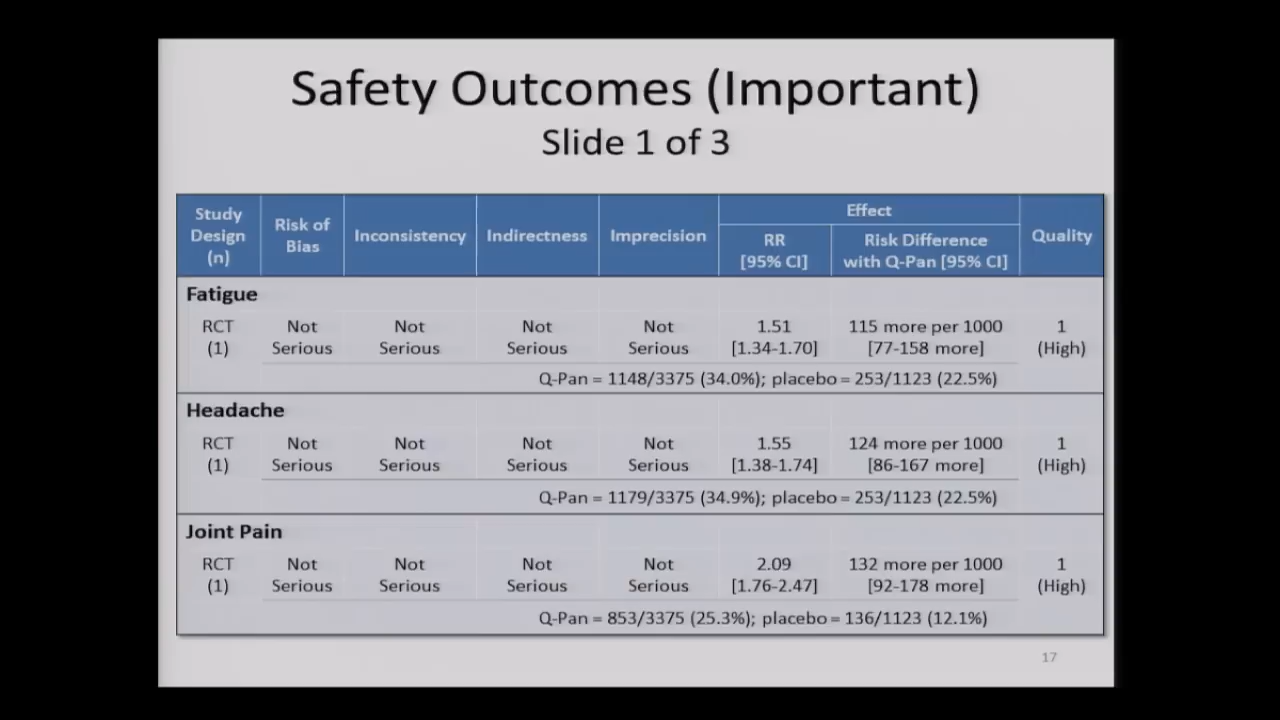 Safety Outcomes (Important)
Slide 1 of 3
Study Design (n) Risk of Bias Inconsistency Indirectness Imprecision Effect Quality
RR [95% CI] Risk Difference with Q-Pan [95% CI]
Fatigue
RCT Not Not Not Not 1.51 115 more per 1000 1
(1) Serious Serious Serious Serious [1.34-1.70] [77-158 more] (High)
Q-Pan = 1148/3375 (34.0%); placebo = 253/1123 (22.5%)
Headache
RCT Not Not Not Not 1.55 124 more per 1000 1
(1) Serious Serious Serious Serious [1.38-1.74] [86-167 more] (High)
Q-Pan = 1179/3375 (34.9%); placebo = 253/1123 (22.5%)
Joint Pain
RCT Not Not Not Not 2.09 132 more per 1000 1
(1) Serious Serious Serious Serious [1.76-2.47] [92-178 more] (High)
Q-Pan = 853/3375 (25.3%); placebo = 136/1123 (12.1%)
17